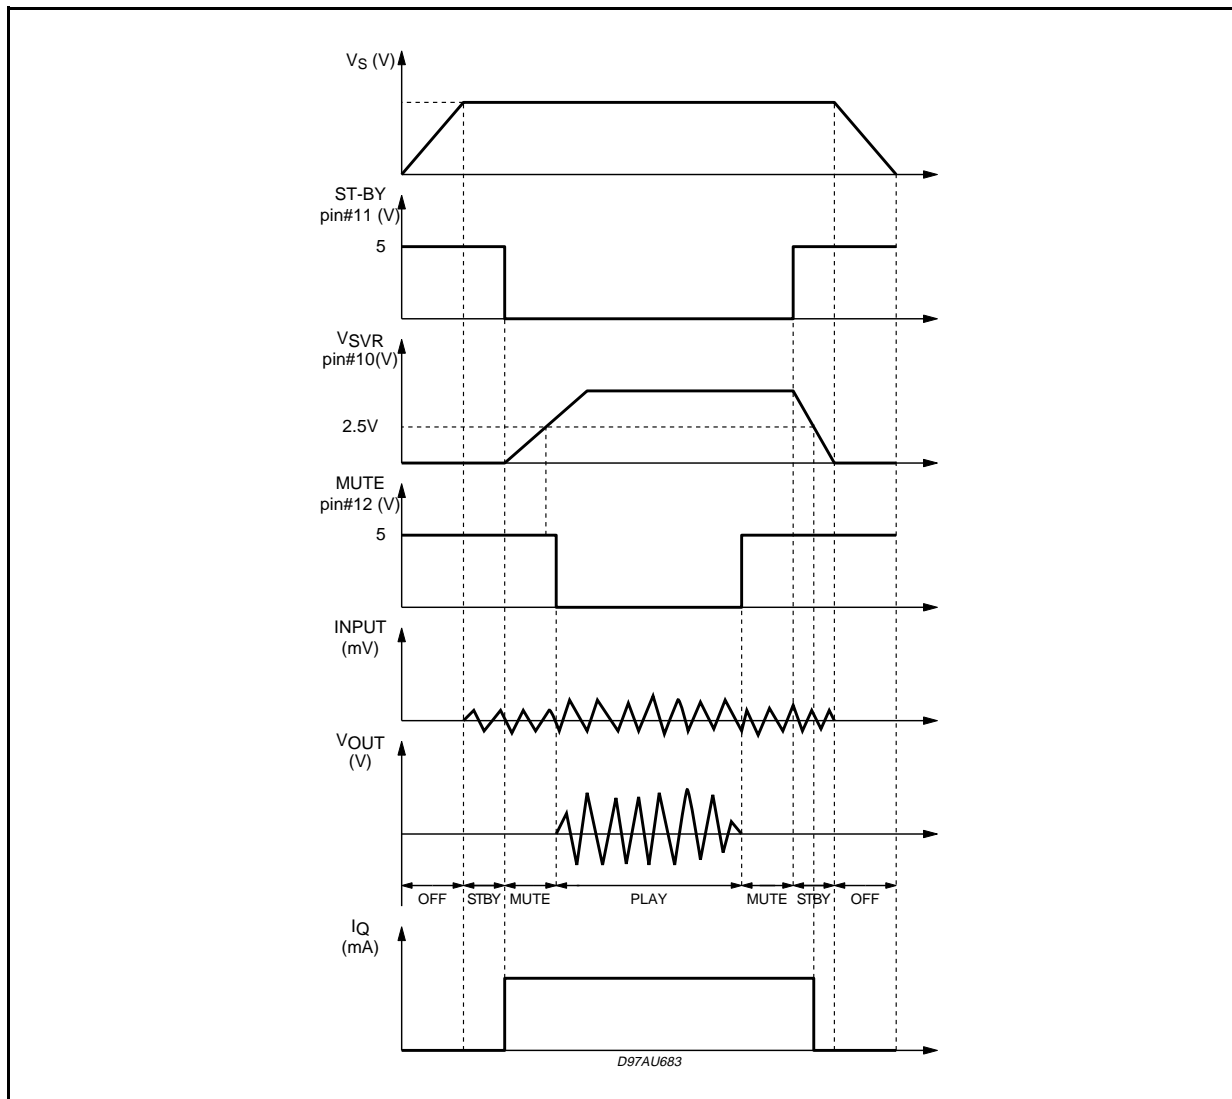 VS (V)
ST-BY
pin#11 (V)
5
VSVR
pin#10(V)
2.5V
MUTE
pin#12 (V)
5
INPUT
(mV)
VOUT
(V)
OFF STBY MUTE PLAY MUTE STBY OFF
IQ
(mA)
D97AU683